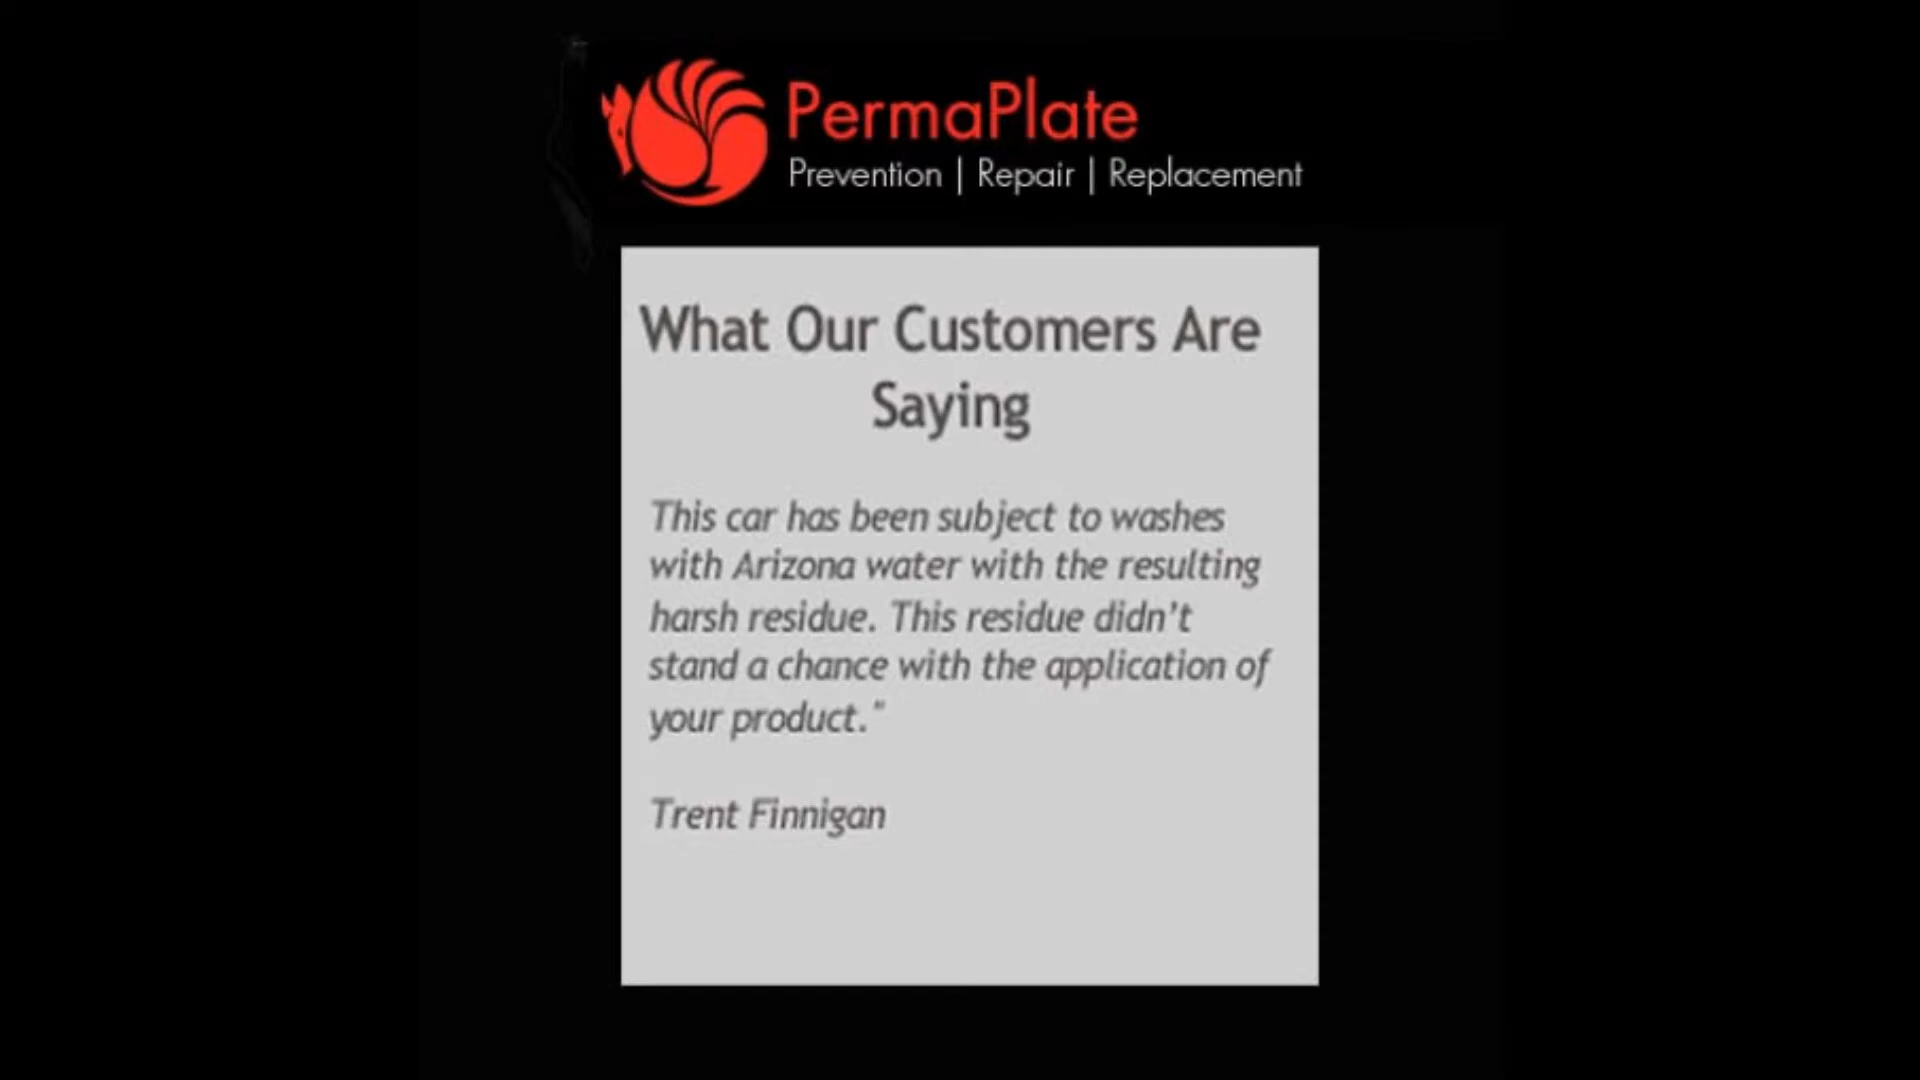 PermaPlate
Prevention | Repair | Replacement
What Our Customers Are
Saying
This car has been subject to washes
with Arizona water with the resulting
harsh residue. This residue didn't
stand a chance with the application of
your product."
Trent Finnigan